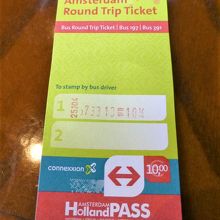 Amsterdam
Round Trip Ticket
Bus Round Trip Ticket | Bus 197 | Bus 391
To stamp by bus driver
1
2
connexxion
10.00
AMSTERDAM
HollandPASS